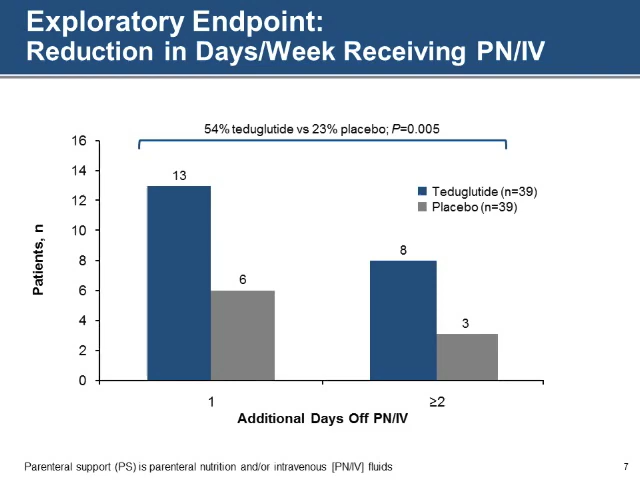 Exploratory Endpoint:
Reduction in Days/Week Receiving PN/IV
54% teduglutide vs 23% placebo; P=0.005
16
14
12
10
8
6
4
2
0
Patients, n
13
6
8
3
Teduglutide (n=39)
Placebo (n=39)
1
≥2
Additional Days Off PN/IV
Parenteral support (PS) is parenteral nutrition and/or intravenous [PN/IV] fluids
7